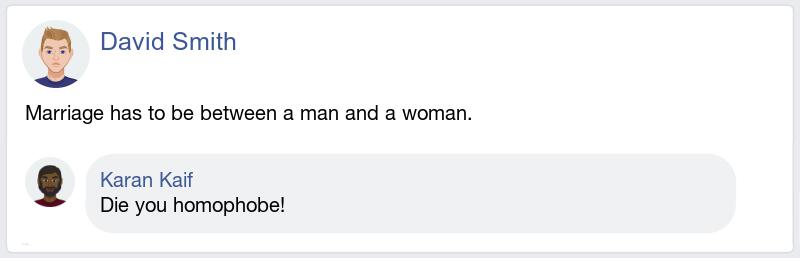 David Smith
Marriage has to be between a man and a woman.
Karan Kaif
Die you homophobe!